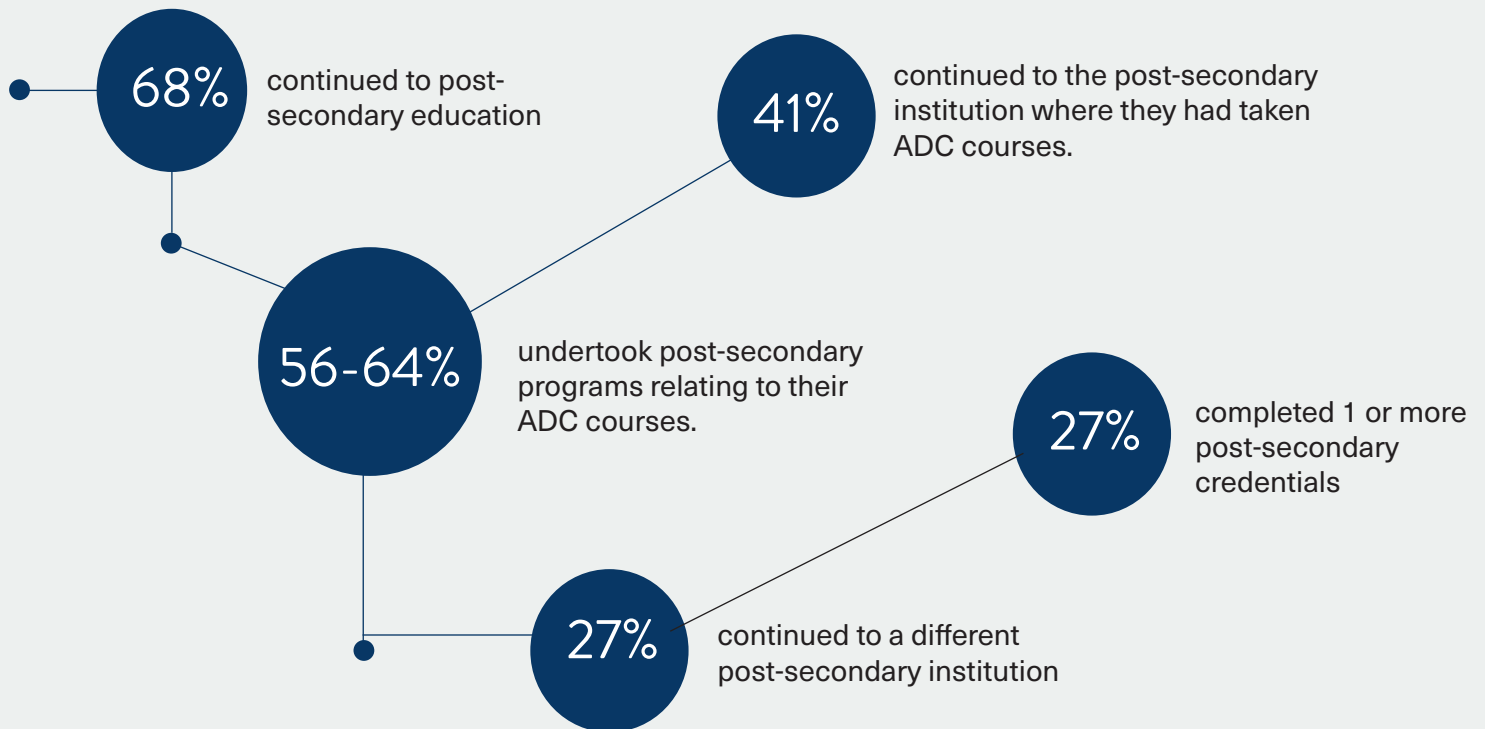 68%
continued to post-
secondary education
41%
continued to the post-secondary
institution where they had taken
ADC courses.
56-64%
undertook post-secondary
programs relating to their
ADC courses.
27%
completed 1 or more
post-secondary
credentials
27%
continued to a different
post-secondary institution